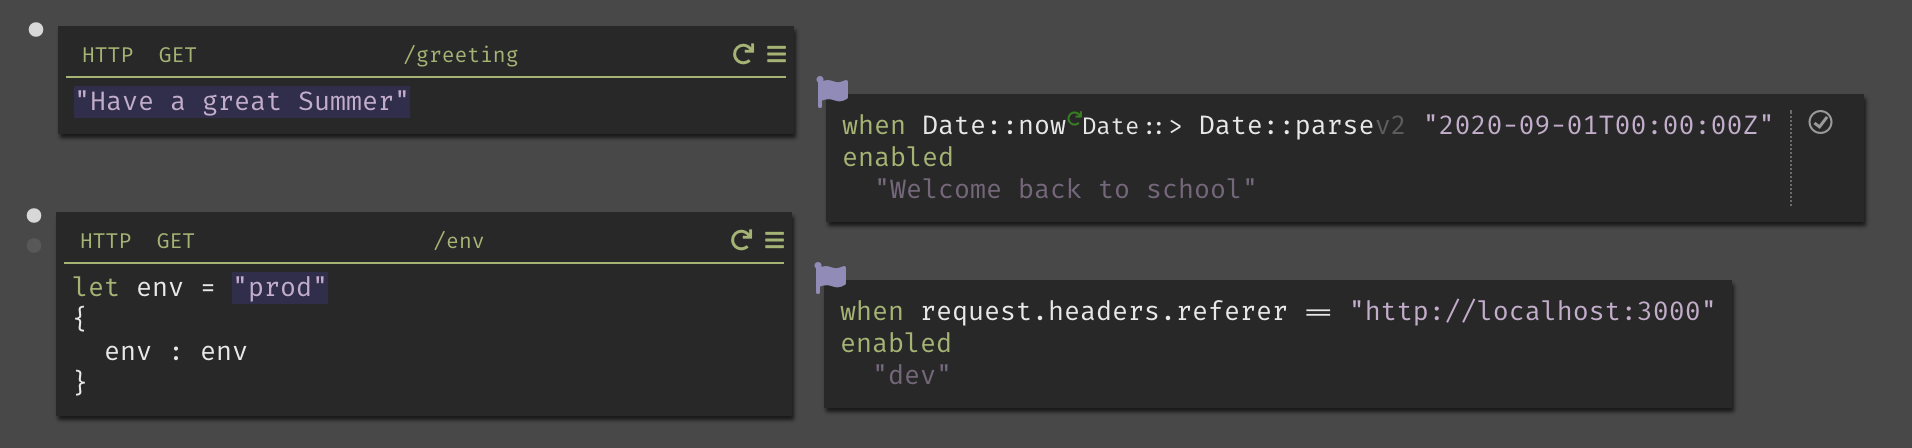 HTTP GET /greeting
"Have a great Summer"
when Date::now Date::> Date::parsev2 "2020-09-01T00:00:00Z"
enabled
"Welcome back to school"
HTTP GET /env
let env = "prod"
{
env : env
}
when request.headers.referer == "http://localhost:3000"
enabled
"dev"